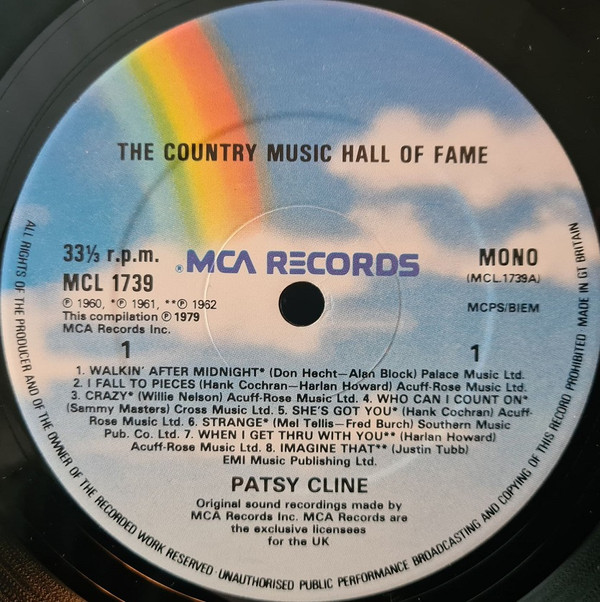 THE COUNTRY MUSIC HALL OF FAME
33⅓ r.p.m.
MCL 1739
® MCA RECORDS
MONO
(MCL.1739A)
℗ 1960, *℗ 1961, **℗ 1962
This compilation ℗ 1979
MCA Records Inc.
MCPS/BIEM
1
1
1. WALKIN' AFTER MIDNIGHT* (Don Hecht—Alan Block) Palace Music Ltd.
2. I FALL TO PIECES (Hank Cochran—Harlan Howard) Acuff-Rose Music Ltd.
3. CRAZY* (Willie Nelson) Acuff-Rose Music Ltd. 4. WHO CAN I COUNT ON*
(Sammy Masters) Cross Music Ltd. 5. SHE'S GOT YOU* (Hank Cochran) Acuff-
Rose Music Ltd. 6. STRANGE* (Mel Tellis—Fred Burch) Southern Music
Pub. Co. Ltd. 7. WHEN I GET THRU WITH YOU** (Harlan Howard)
Acuff-Rose Music Ltd. 8. IMAGINE THAT** (Justin Tubb)
EMI Music Publishing Ltd.
PATSY CLINE
Original sound recordings made by
MCA Records Inc. MCA Records are
the exclusive licensees
for the UK
ALL RIGHTS OF THE PRODUCER AND OF THE OWNER OF THE RECORDED WORK RESERVED · UNAUTHORISED PUBLIC PERFORMANCE BROADCASTING AND COPYING OF THIS RECORD PROHIBITED MADE IN GT BRITAIN